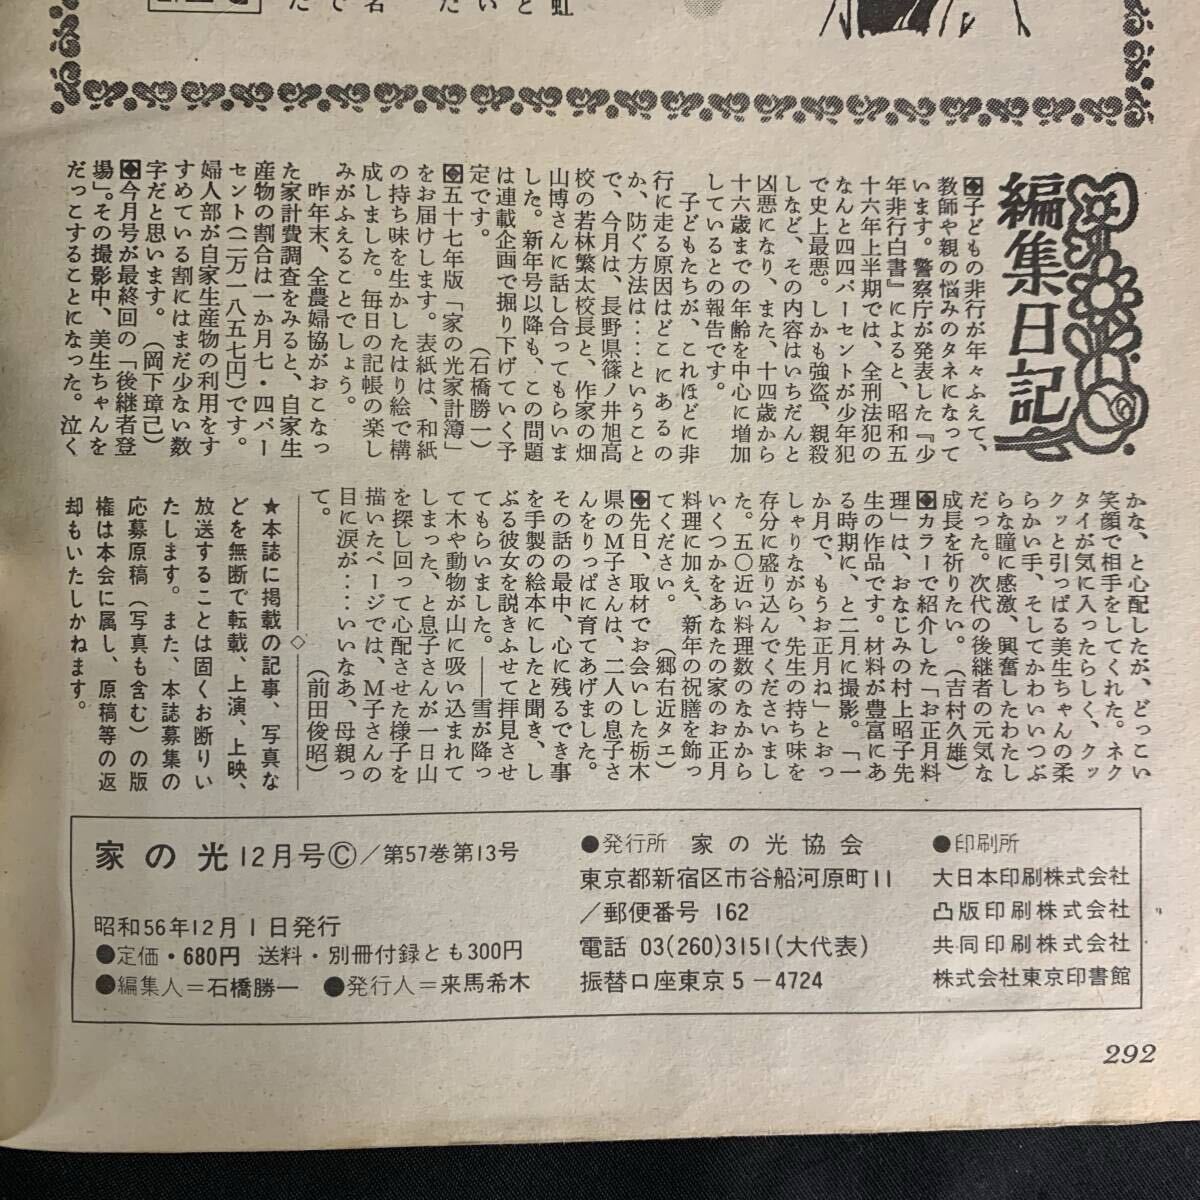 虹
編集日記
◆子どもの非行が年々ふえて、
教師や親の悩みのタネになって
います。警察庁が発表した『少
年非行白書』によると、昭和五
十六年上半期では、全刑法犯の
なんと四四パーセントが少年犯
で史上最悪。しかも強盗、親殺
しなど、その内容はいちだんと
凶悪になり、また、十四歳から
十六歳までの年齢を中心に増加
しているとの報告です。
子どもたちが、これほどに非
行に走る原因はどこにあるの
か、防ぐ方法は‥‥ということ
で、今月は、長野県篠ノ井旭高
校の若林繁太校長と、作家の畑
山博さんに話し合ってもらいま
した。新年号以降も、この問題
は連載企画で掘り下げていく予
定です。　（石橋勝一）
◆五十七年版「家の光家計簿」
をお届けします。表紙は、和紙
の持ち味を生かしたはり絵で構
成しました。毎日の記帳の楽し
みがふえることでしょう。
昨年末、全農婦協がおこなっ
た家計費調査をみると、自家生
産物の割合は一か月七・四パー
セント(二万一八五七円)です。
婦人部が自家生産物の利用をす
すめている割にはまだ少ない数
字だと思います。（岡下璋己）
◆今月号が最終回の「後継者登
場」。その撮影中、美生ちゃんを
だっこすることになった。泣く
かな、と心配したが、どっこい
笑顔で相手をしてくれた。ネク
タイが気に入ったらしく、クッ
クッと引っぱる美生ちゃんの柔
らかい手、そしてかわいいつぶ
らな瞳に感激、興奮したわたし
だった。次代の後継者の元気な
成長を祈りたい。（吉村久雄）
◆カラーで紹介した「お正月料
理」は、おなじみの村上昭子先
生の作品です。材料が豊富にあ
る時期に、と二月に撮影。「一
か月で、もうお正月ね」とおっ
しゃりながら、先生の持ち味を
存分に盛り込んでくださいまし
た。五〇近い料理数のなかから
いくつかをあなたの家のお正月
料理に加え、新年の祝膳を飾っ
てください。（郷右近タエ）
◆先日、取材でお会いした栃木
県のM子さんは、二人の息子さ
んをりっぱに育てあげました。
その話の最中、心に残るでき事
を手製の絵本にしたと聞き、し
ぶる彼女を説きふせて拝見させ
てもらいました。――雪が降っ
て木や動物が山に吸い込まれて
しまった、と息子さんが一日山
を探し回って心配させた様子を
描いたページでは、M子さんの
目に涙が‥‥いいなあ、母親っ
て。　（前田俊昭）
◇
★本誌に掲載の記事、写真な
どを無断で転載、上演、上映、
放送することは固くお断りい
たします。また、本誌募集の
応募原稿（写真も含む）の版
権は本会に属し、原稿等の返
却もいたしかねます。
家の光12月号Ⓒ／第57巻第13号
昭和56年12月1日発行
●定価・680円　送料・別冊付録とも300円
●編集人＝石橋勝一　●発行人＝来馬希木
●発行所　家の光協会
東京都新宿区市谷船河原町11
／郵便番号 162
電話 03(260)3151(大代表)
振替口座東京5－4724
●印刷所
大日本印刷株式会社
凸版印刷株式会社
共同印刷株式会社
株式会社東京印書館
292